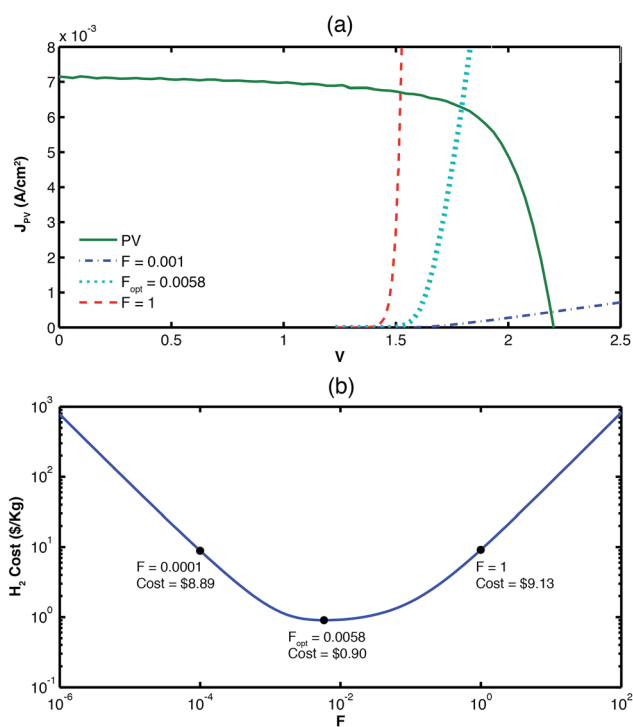 (a)
x 10⁻³
8
7
6
5
4
3
2
1
0
J_PV (A/cm²)
PV
F = 0.001
F_opt = 0.0058
F = 1
0 0.5 1 1.5 2 2.5
V
(b)
10³
10²
10¹
10⁰
10⁻¹
H₂ Cost ($/Kg)
F = 0.0001
Cost = $8.89
F_opt = 0.0058
Cost = $0.90
F = 1
Cost = $9.13
10⁻⁶ 10⁻⁴ 10⁻² 10⁰ 10²
F